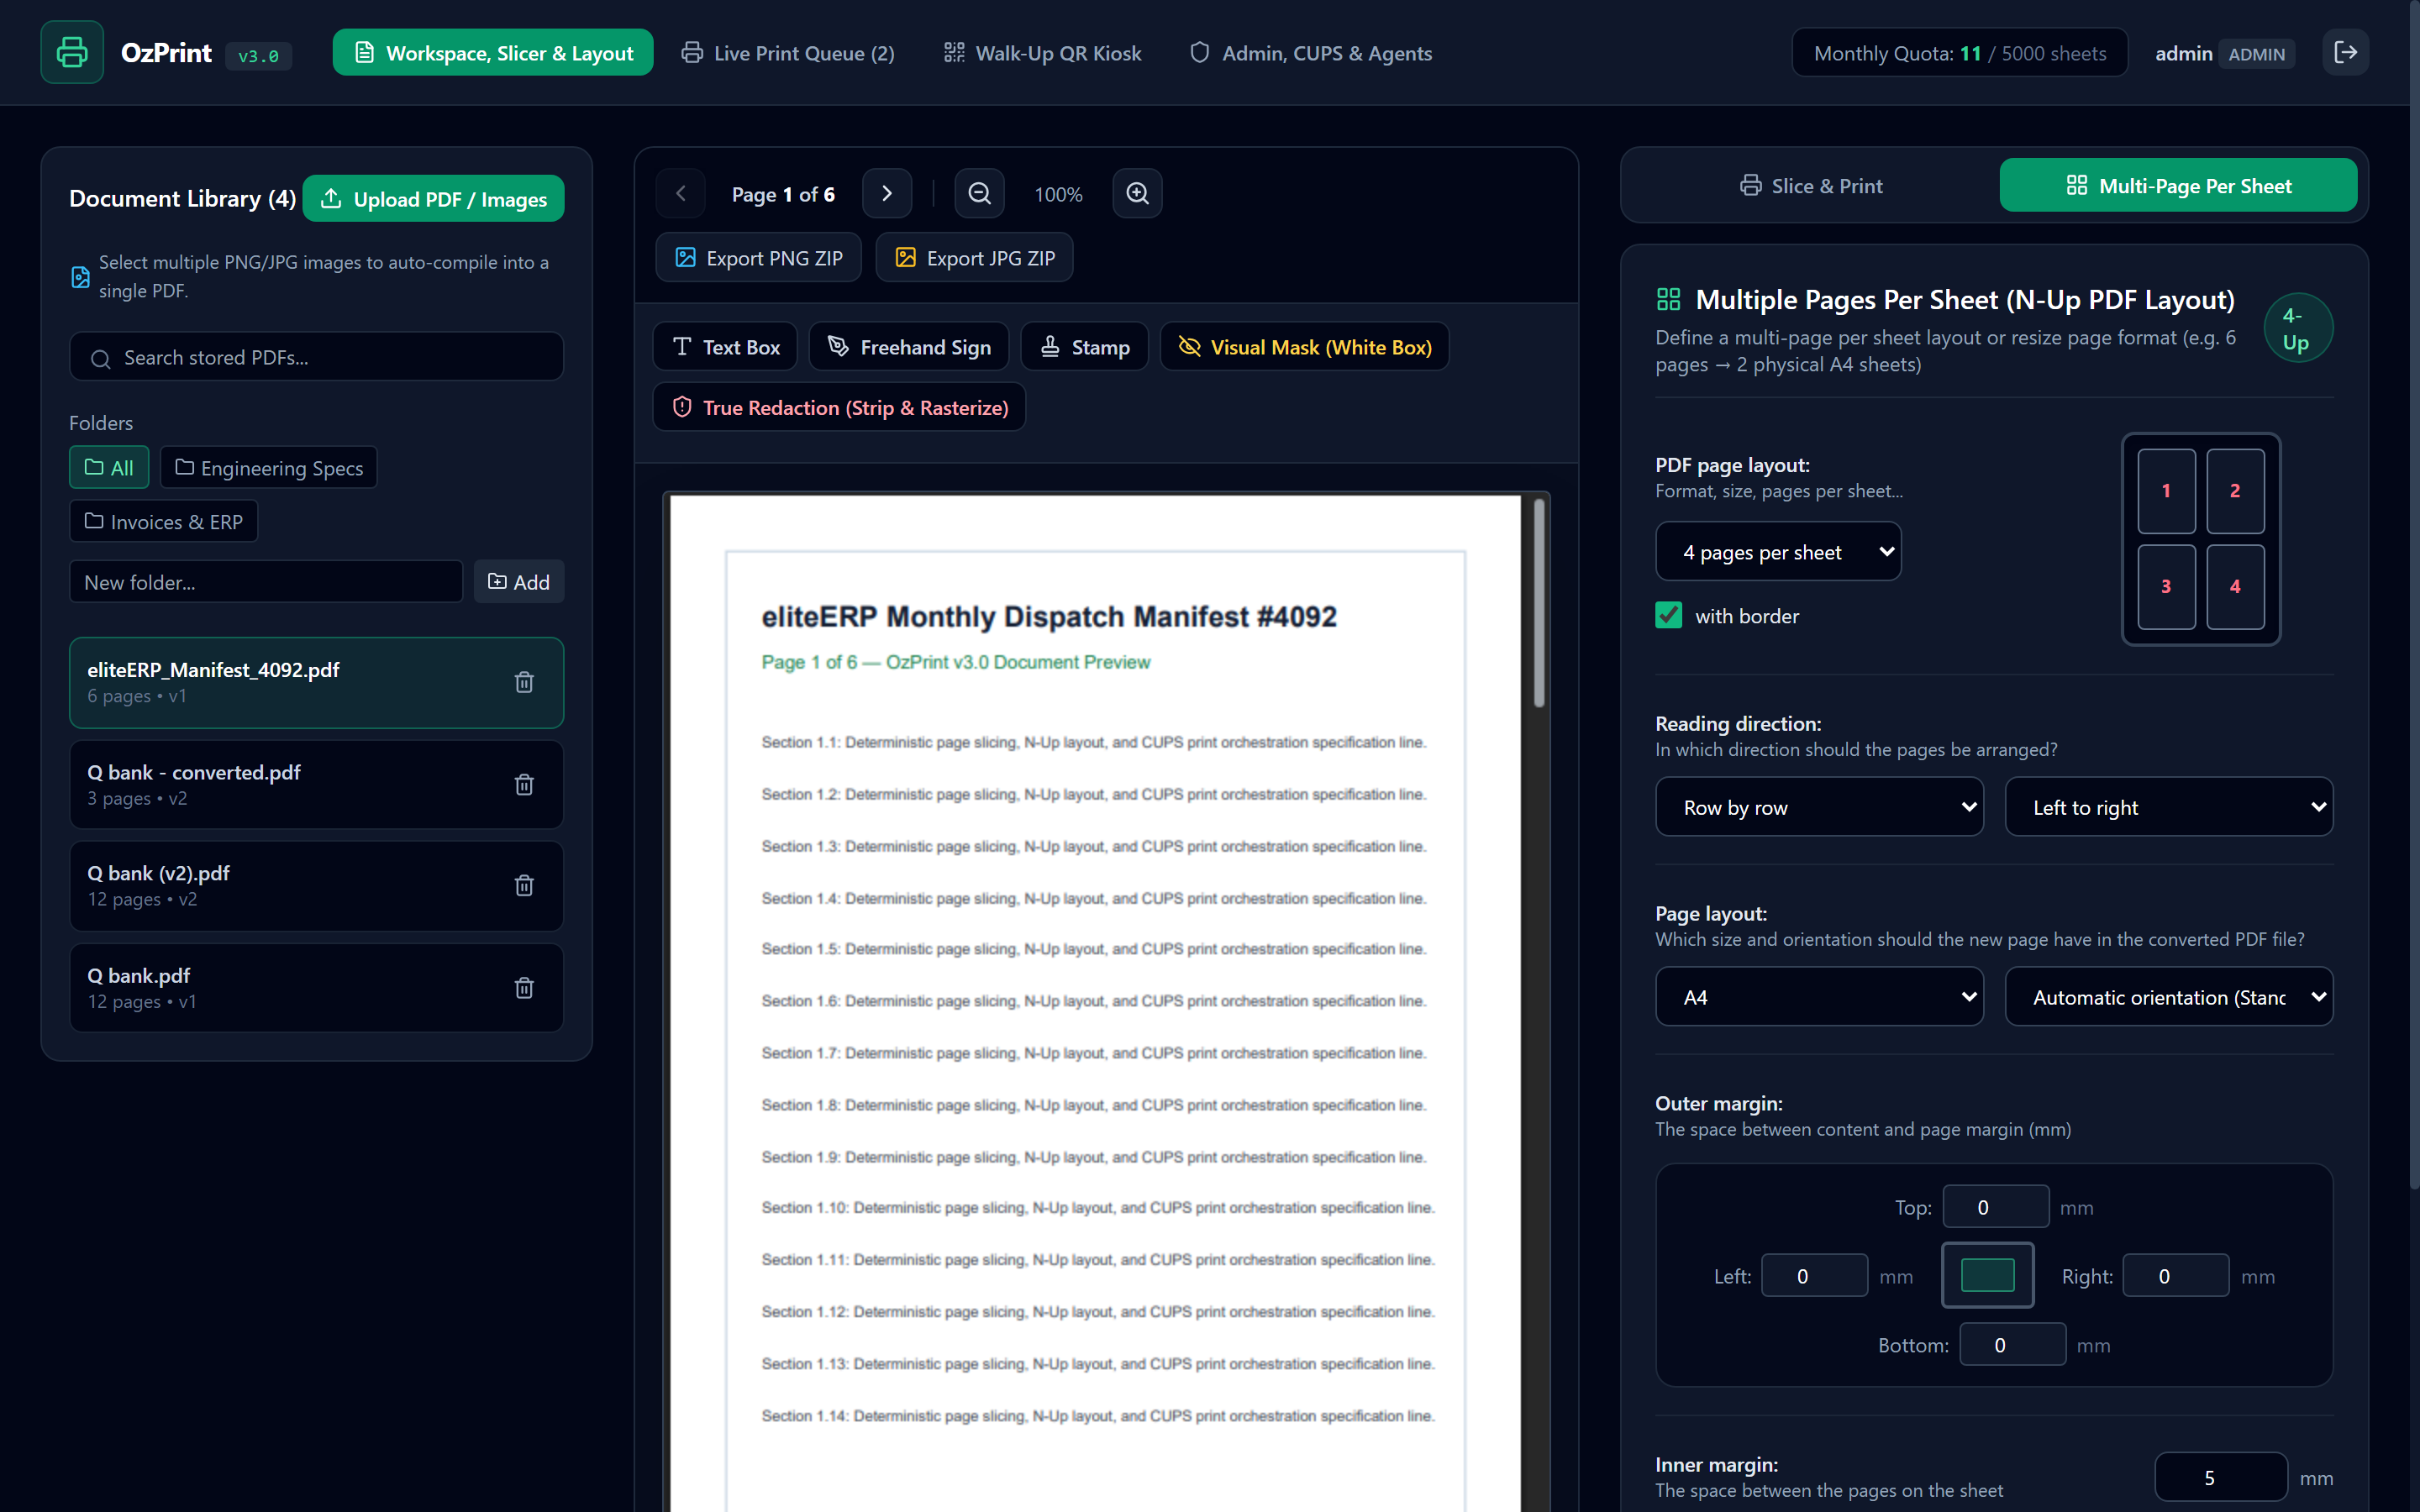 OzPrint v3.0
Workspace, Slicer & Layout
Live Print Queue (2)
Walk-Up QR Kiosk
Admin, CUPS & Agents
Monthly Quota: 11 / 5000 sheets
admin ADMIN
Document Library (4)
Upload PDF / Images
Select multiple PNG/JPG images to auto-compile into a
single PDF.
Search stored PDFs...
Folders
All
Engineering Specs
Invoices & ERP
New folder...
Add
eliteERP_Manifest_4092.pdf
6 pages • v1
Q bank - converted.pdf
3 pages • v2
Q bank (v2).pdf
12 pages • v2
Q bank.pdf
12 pages • v1
Page 1 of 6
100%
Export PNG ZIP
Export JPG ZIP
Text Box
Freehand Sign
Stamp
Visual Mask (White Box)
True Redaction (Strip & Rasterize)
eliteERP Monthly Dispatch Manifest #4092
Page 1 of 6 — OzPrint v3.0 Document Preview
Section 1.1: Deterministic page slicing, N-Up layout, and CUPS print orchestration specification line.
Section 1.2: Deterministic page slicing, N-Up layout, and CUPS print orchestration specification line.
Section 1.3: Deterministic page slicing, N-Up layout, and CUPS print orchestration specification line.
Section 1.4: Deterministic page slicing, N-Up layout, and CUPS print orchestration specification line.
Section 1.5: Deterministic page slicing, N-Up layout, and CUPS print orchestration specification line.
Section 1.6: Deterministic page slicing, N-Up layout, and CUPS print orchestration specification line.
Section 1.7: Deterministic page slicing, N-Up layout, and CUPS print orchestration specification line.
Section 1.8: Deterministic page slicing, N-Up layout, and CUPS print orchestration specification line.
Section 1.9: Deterministic page slicing, N-Up layout, and CUPS print orchestration specification line.
Section 1.10: Deterministic page slicing, N-Up layout, and CUPS print orchestration specification line.
Section 1.11: Deterministic page slicing, N-Up layout, and CUPS print orchestration specification line.
Section 1.12: Deterministic page slicing, N-Up layout, and CUPS print orchestration specification line.
Section 1.13: Deterministic page slicing, N-Up layout, and CUPS print orchestration specification line.
Section 1.14: Deterministic page slicing, N-Up layout, and CUPS print orchestration specification line.
Slice & Print
Multi-Page Per Sheet
Multiple Pages Per Sheet (N-Up PDF Layout)
Define a multi-page per sheet layout or resize page format (e.g. 6
pages → 2 physical A4 sheets)
4-
Up
PDF page layout:
Format, size, pages per sheet...
4 pages per sheet
with border
1 2
3 4
Reading direction:
In which direction should the pages be arranged?
Row by row
Left to right
Page layout:
Which size and orientation should the new page have in the converted PDF file?
A4
Automatic orientation (Stand
Outer margin:
The space between content and page margin (mm)
Top: 0 mm
Left: 0 mm
Right: 0 mm
Bottom: 0 mm
Inner margin:
The space between the pages on the sheet
5 mm